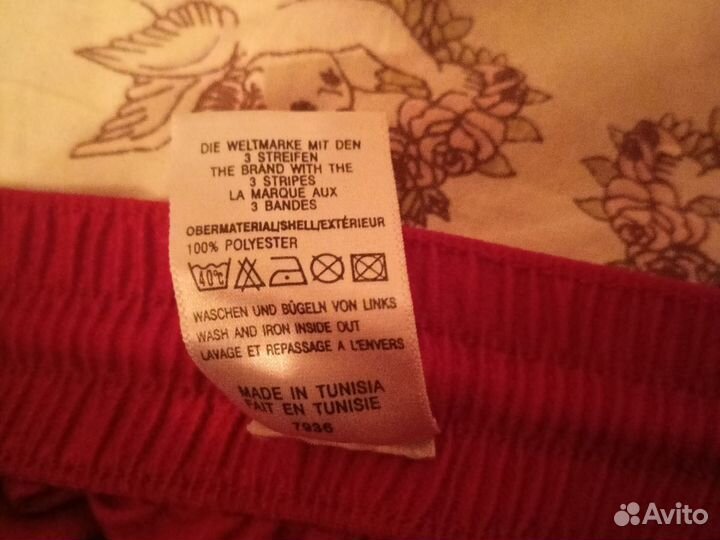 DIE WELTMARKE MIT DEN
3 STREIFEN
THE BRAND WITH THE
3 STRIPES
LA MARQUE AUX
3 BANDES
OBERMATERIAL/SHELL/EXTÉRIEUR
100% POLYESTER
40°C
WASCHEN UND BÜGELN VON LINKS
WASH AND IRON INSIDE OUT
LAVAGE ET REPASSAGE A L'ENVERS
MADE IN TUNISIA
FAIT EN TUNISIE
7936
Avito